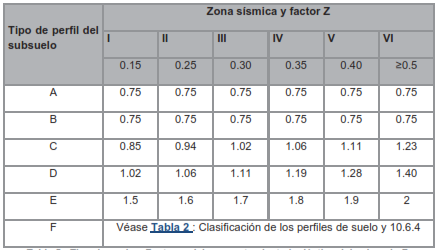 Tipo de perfil del subsuelo
Zona sísmica y factor Z
I II III IV V VI
0.15 0.25 0.30 0.35 0.40 ≥0.5
A 0.75 0.75 0.75 0.75 0.75 0.75
B 0.75 0.75 0.75 0.75 0.75 0.75
C 0.85 0.94 1.02 1.06 1.11 1.23
D 1.02 1.06 1.11 1.19 1.28 1.40
E 1.5 1.6 1.7 1.8 1.9 2
F Véase Tabla 2 : Clasificación de los perfiles de suelo y 10.6.4